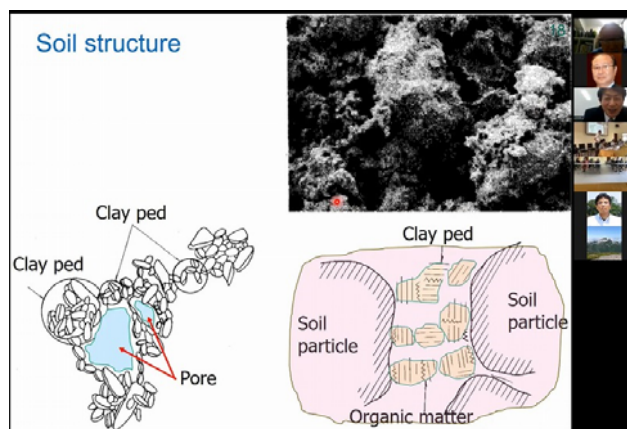 Soil structure
Clay ped
Clay ped
Pore
Clay ped
Soil
particle
Soil
particle
Organic matter